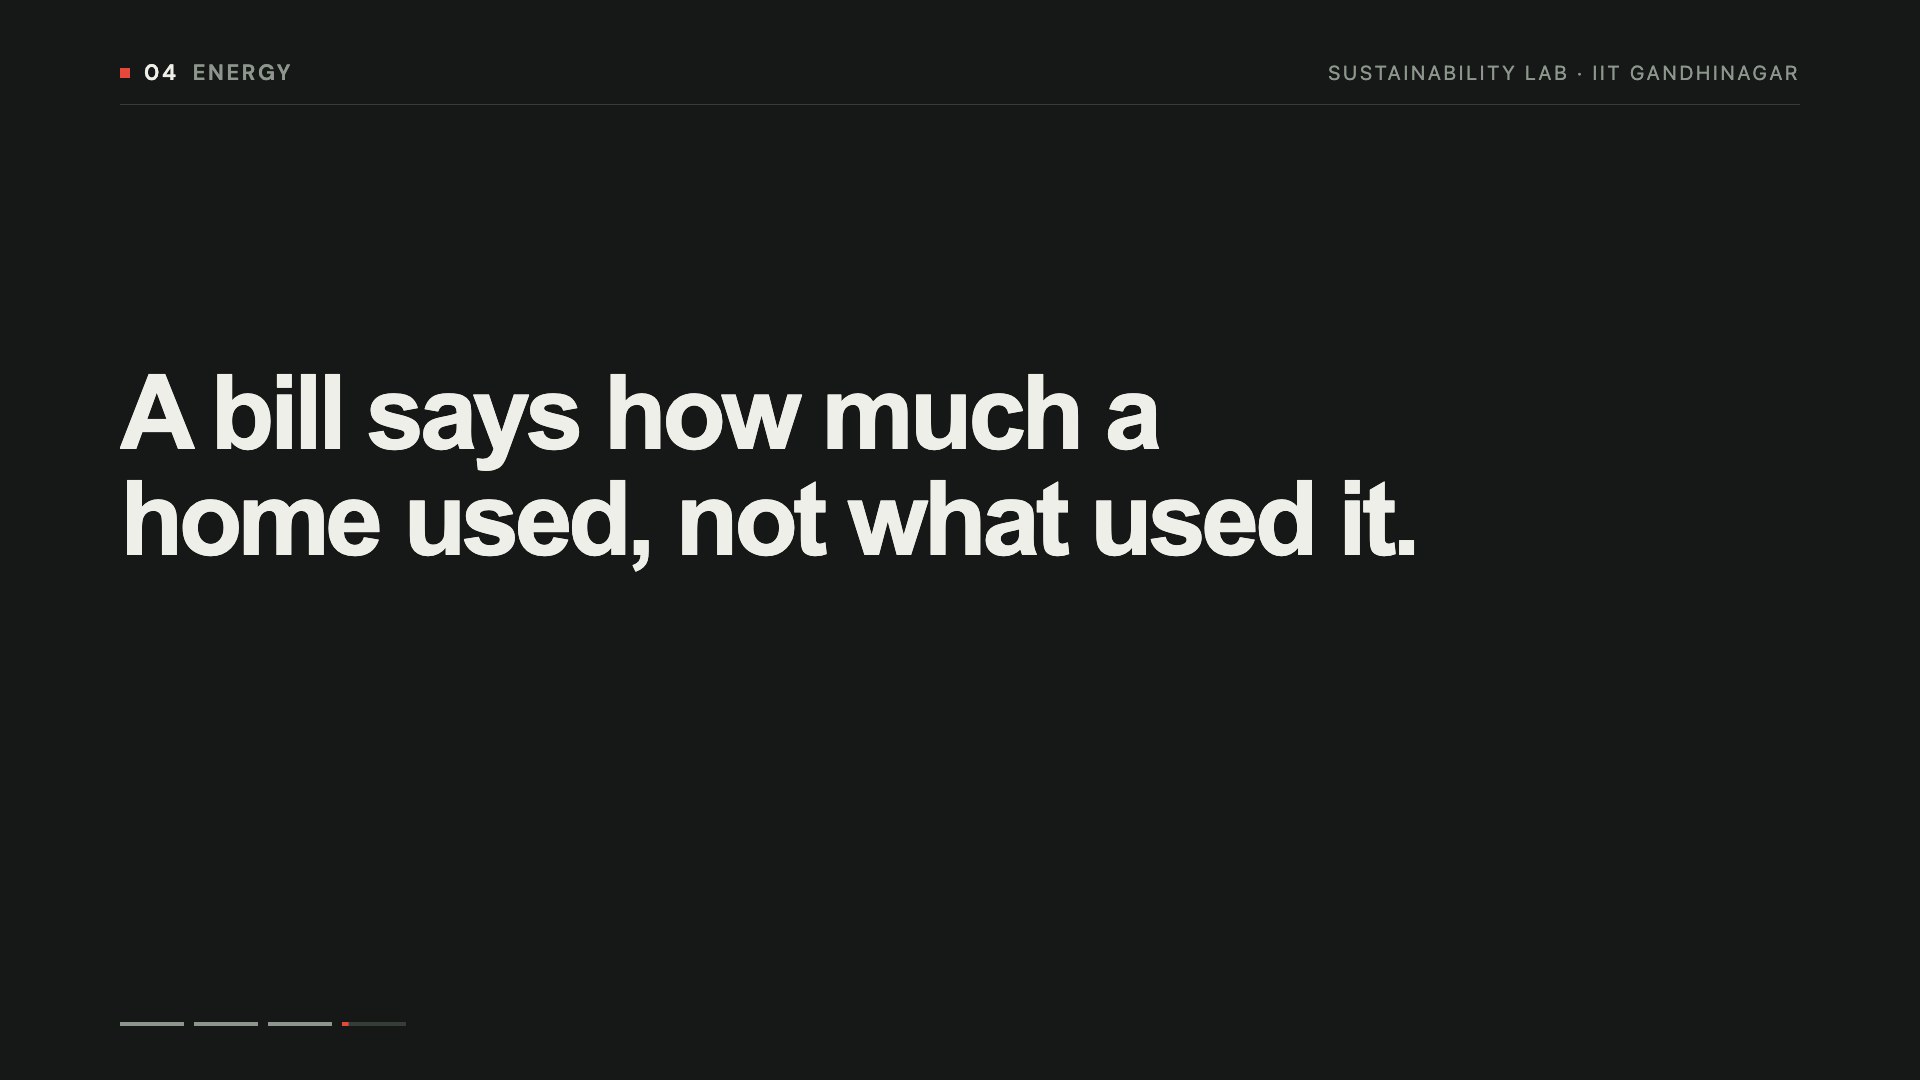 04 ENERGY
SUSTAINABILITY LAB · IIT GANDHINAGAR
A bill says how much a
home used, not what used it.